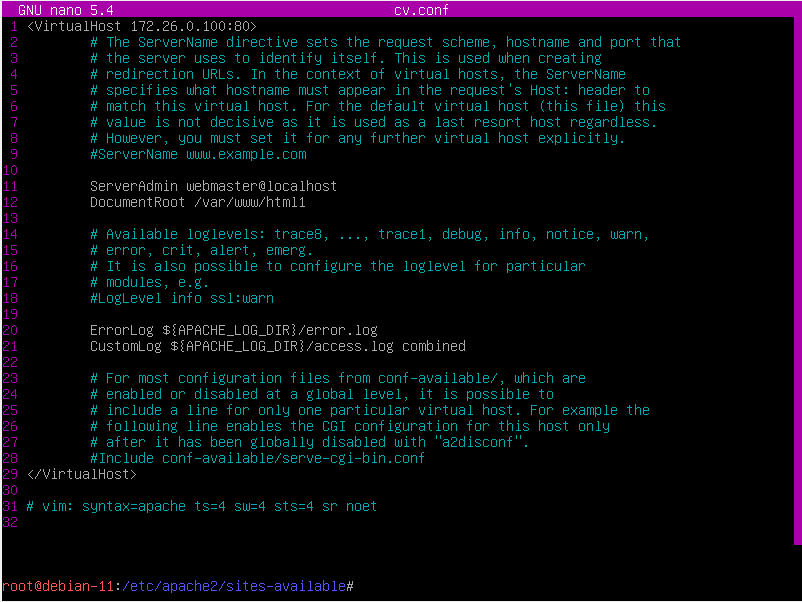 GNU nano 5.4 cv.conf
1 <VirtualHost 172.26.0.100:80>
2 # The ServerName directive sets the request scheme, hostname and port that
3 # the server uses to identify itself. This is used when creating
4 # redirection URLs. In the context of virtual hosts, the ServerName
5 # specifies what hostname must appear in the request's Host: header to
6 # match this virtual host. For the default virtual host (this file) this
7 # value is not decisive as it is used as a last resort host regardless.
8 # However, you must set it for any further virtual host explicitly.
9 #ServerName www.example.com
10
11 ServerAdmin webmaster@localhost
12 DocumentRoot /var/www/html1
13
14 # Available loglevels: trace8, ..., trace1, debug, info, notice, warn,
15 # error, crit, alert, emerg.
16 # It is also possible to configure the loglevel for particular
17 # modules, e.g.
18 #LogLevel info ssl:warn
19
20 ErrorLog ${APACHE_LOG_DIR}/error.log
21 CustomLog ${APACHE_LOG_DIR}/access.log combined
22
23 # For most configuration files from conf-available/, which are
24 # enabled or disabled at a global level, it is possible to
25 # include a line for only one particular virtual host. For example the
26 # following line enables the CGI configuration for this host only
27 # after it has been globally disabled with "a2disconf".
28 #Include conf-available/serve-cgi-bin.conf
29 </VirtualHost>
30
31 # vim: syntax=apache ts=4 sw=4 sts=4 sr noet
32
root@debian-11:/etc/apache2/sites-available#